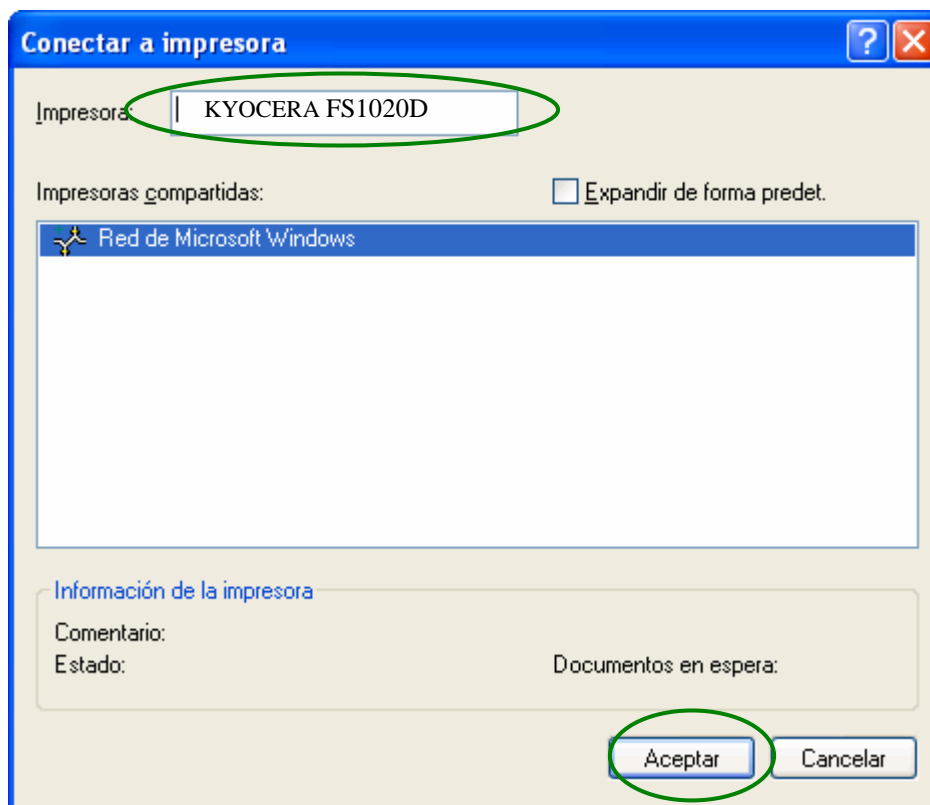 Conectar a impresora
Impresora: KYOCERA FS1020D
Impresoras compartidas: Expandir de forma predet.
Red de Microsoft Windows
Información de la impresora
Comentario:
Estado: Documentos en espera:
Aceptar Cancelar